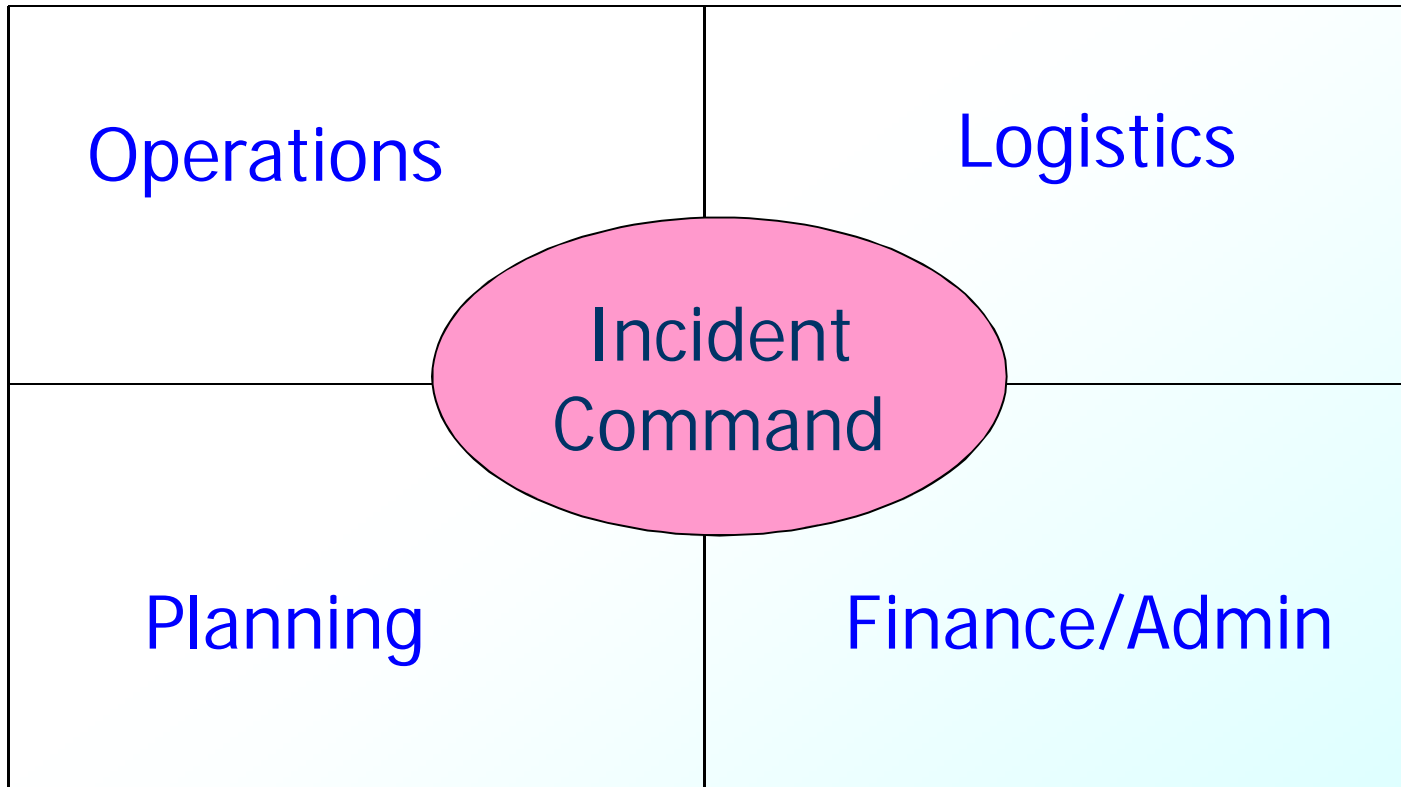 Operations
Logistics
Incident
Command
Planning
Finance/Admin